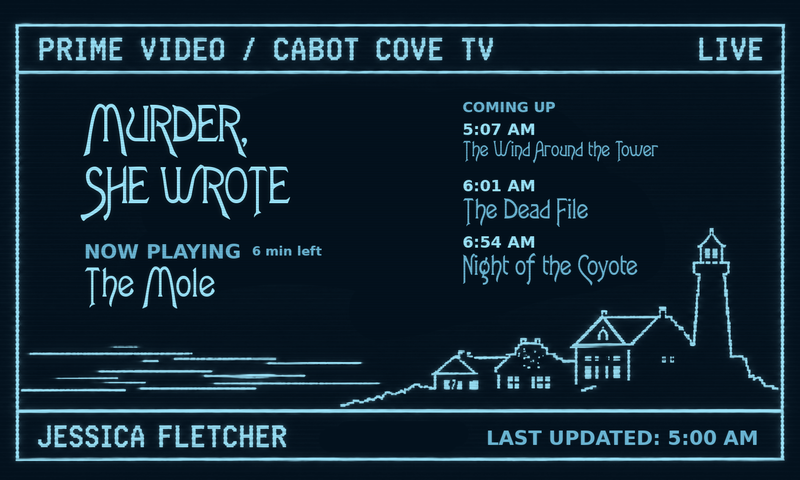 PRIME VIDEO / CABOT COVE TV
LIVE
MURDER,
SHE WROTE
NOW PLAYING 6 min left
The Mole
COMING UP
5:07 AM
The Wind Around the Tower
6:01 AM
The Dead File
6:54 AM
Night of the Coyote
JESSICA FLETCHER
LAST UPDATED: 5:00 AM